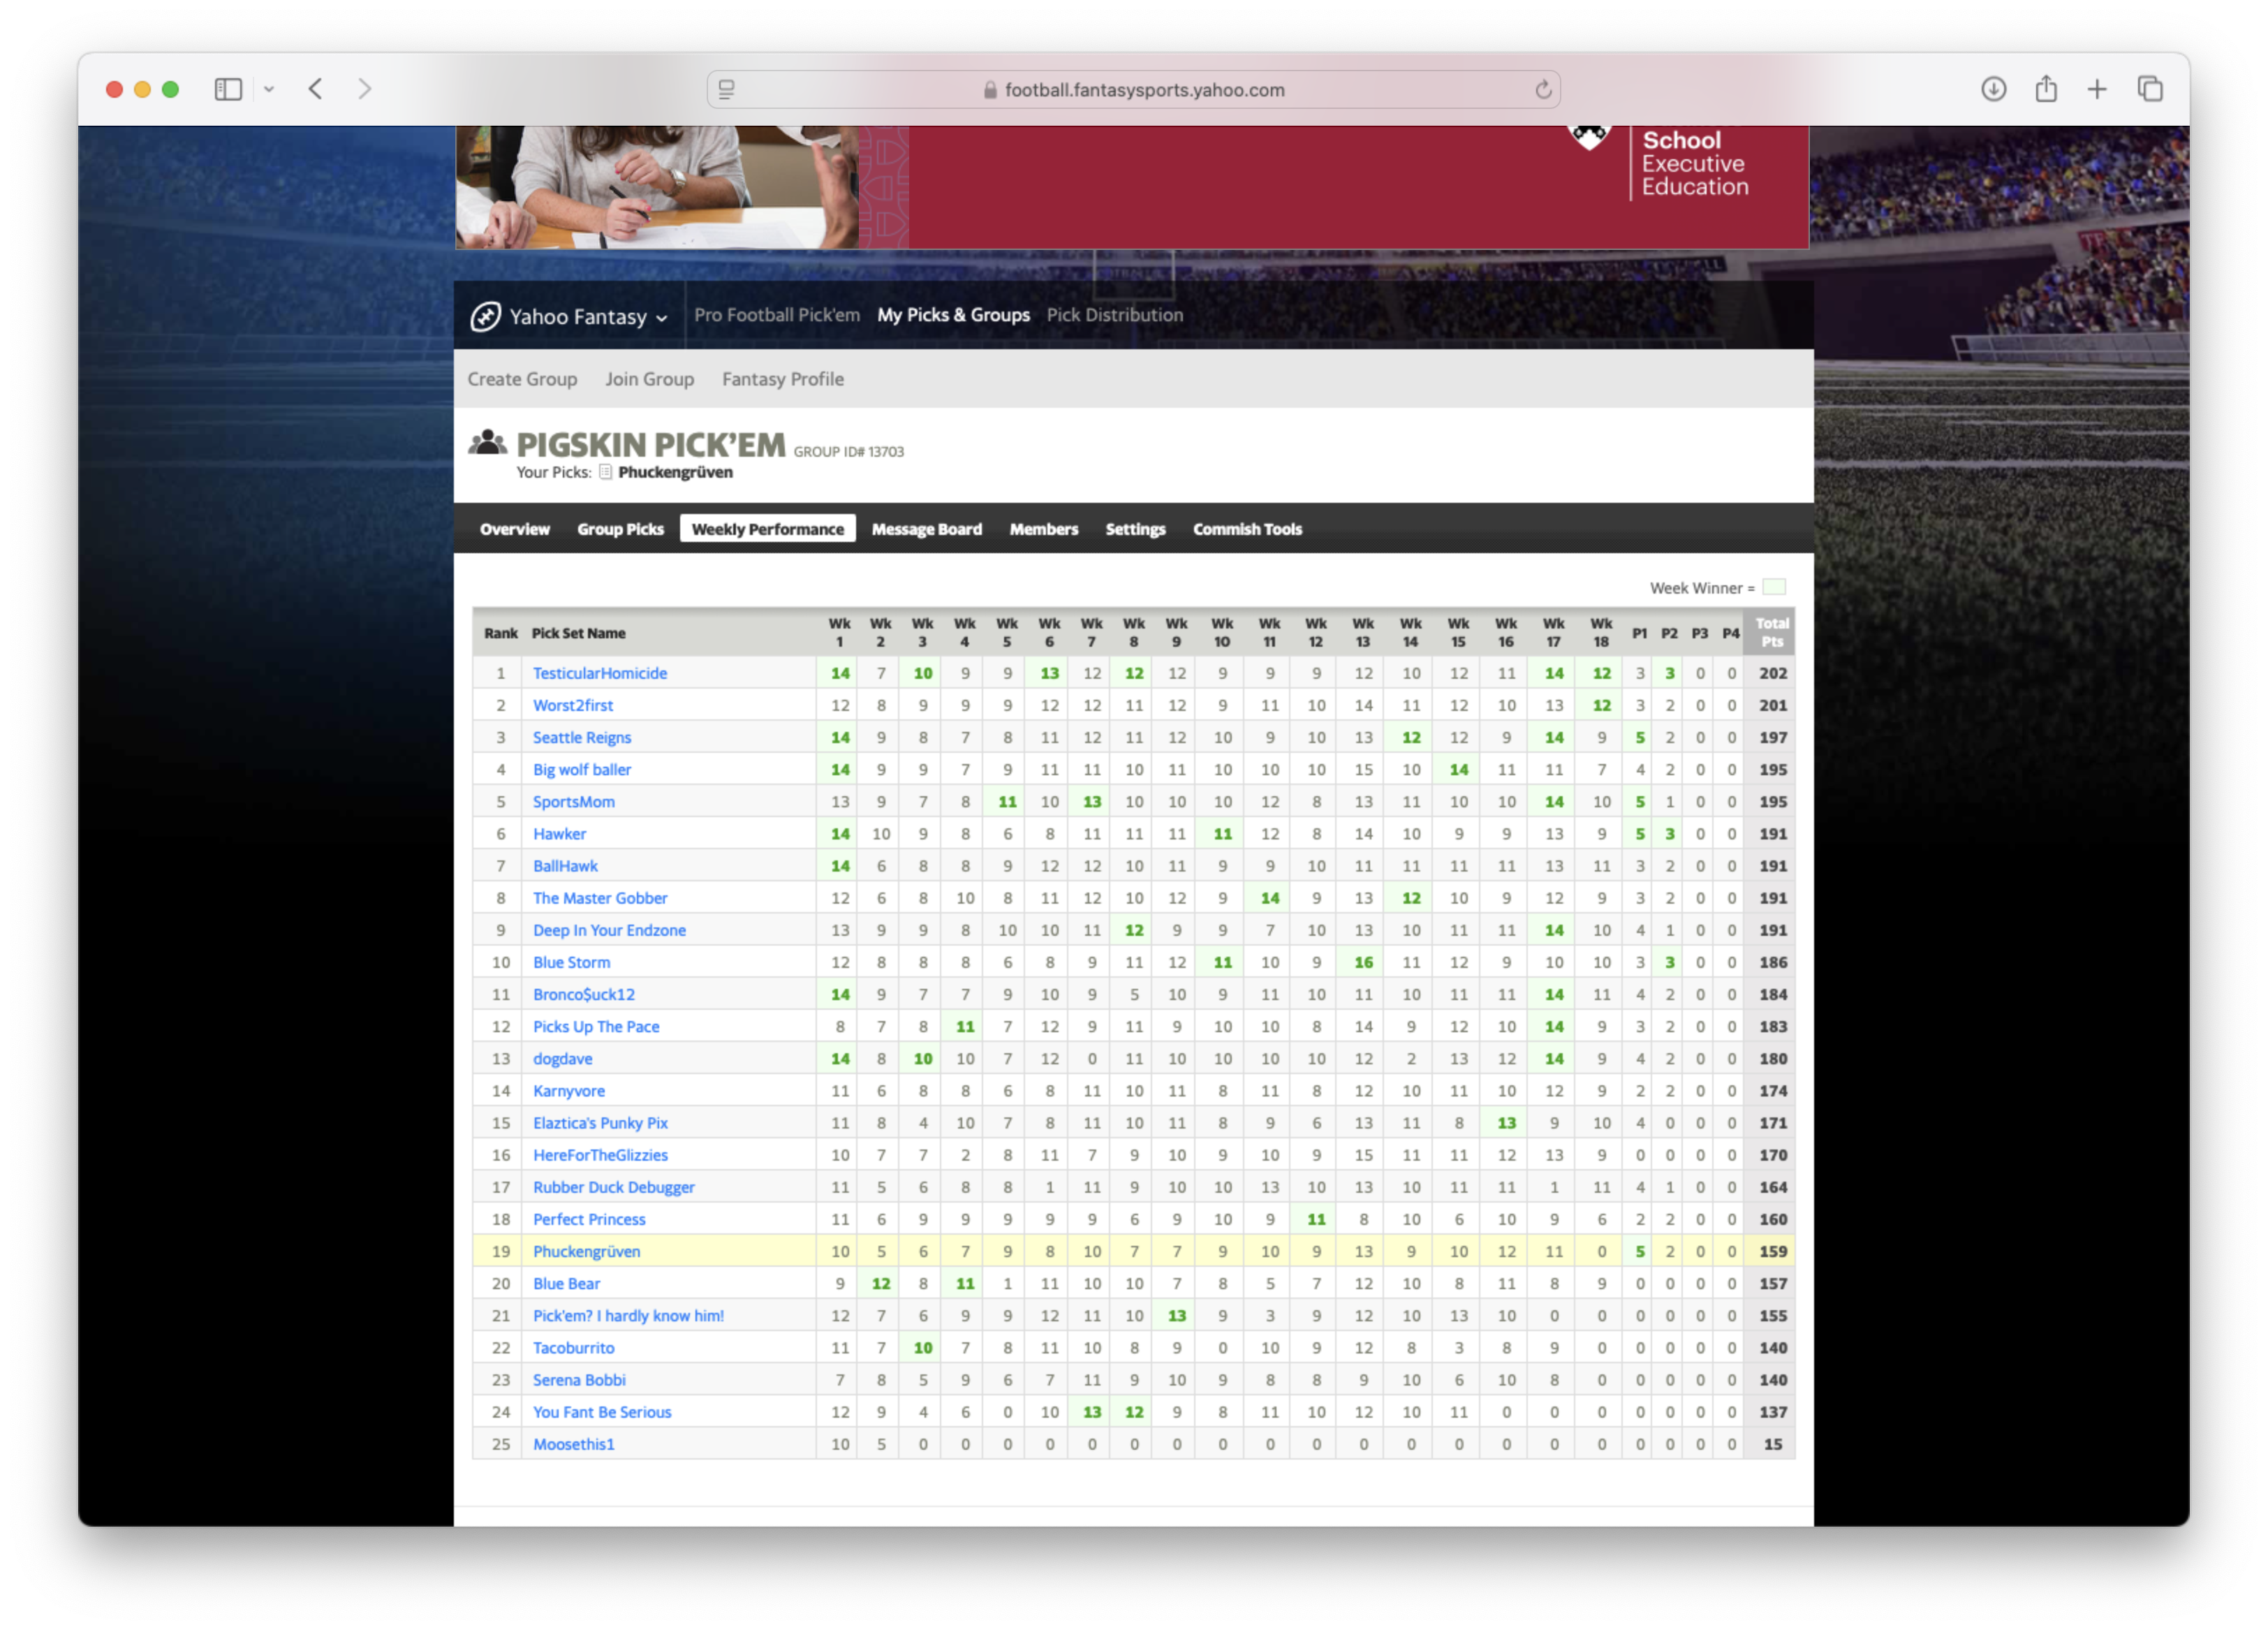 football.fantasysports.yahoo.com
School
Executive
Education
Yahoo Fantasy Pro Football Pick'em My Picks & Groups Pick Distribution
Create Group Join Group Fantasy Profile
PIGSKIN PICK'EM GROUP ID# 13703
Your Picks: Phuckengrüven
Overview Group Picks Weekly Performance Message Board Members Settings Commish Tools
Week Winner =
Rank Pick Set Name Wk 1 Wk 2 Wk 3 Wk 4 Wk 5 Wk 6 Wk 7 Wk 8 Wk 9 Wk 10 Wk 11 Wk 12 Wk 13 Wk 14 Wk 15 Wk 16 Wk 17 Wk 18 P1 P2 P3 P4 Total Pts
1 TesticularHomicide 14 7 10 9 9 13 12 12 12 9 9 9 12 10 12 11 14 12 3 3 0 0 202
2 Worst2first 12 8 9 9 9 12 12 11 12 9 11 10 14 11 12 10 13 12 3 2 0 0 201
3 Seattle Reigns 14 9 8 7 8 11 12 11 12 10 9 10 13 12 12 9 14 9 5 2 0 0 197
4 Big wolf baller 14 9 9 7 9 11 11 10 11 10 10 10 15 10 14 11 11 7 4 2 0 0 195
5 SportsMom 13 9 7 8 11 10 13 10 10 10 12 8 13 11 10 10 14 10 5 1 0 0 195
6 Hawker 14 10 9 8 6 8 11 11 11 11 12 8 14 10 9 9 13 9 5 3 0 0 191
7 BallHawk 14 6 8 8 9 12 12 10 11 9 9 10 11 11 11 11 13 11 3 2 0 0 191
8 The Master Gobber 12 6 8 10 8 11 12 10 12 9 14 9 13 12 10 9 12 9 3 2 0 0 191
9 Deep In Your Endzone 13 9 9 8 10 10 11 12 9 9 7 10 13 10 11 11 14 10 4 1 0 0 191
10 Blue Storm 12 8 8 8 6 8 9 11 12 11 10 9 16 11 12 9 10 10 3 3 0 0 186
11 Bronco$uck12 14 9 7 7 9 10 9 5 10 9 11 10 11 10 11 11 14 11 4 2 0 0 184
12 Picks Up The Pace 8 7 8 11 7 12 9 11 9 10 10 8 14 9 12 10 14 9 3 2 0 0 183
13 dogdave 14 8 10 10 7 12 0 11 10 10 10 10 12 2 13 12 14 9 4 2 0 0 180
14 Karnyvore 11 6 8 8 6 8 11 10 11 8 11 8 12 10 11 10 12 9 2 2 0 0 174
15 Elaztica's Punky Pix 11 8 4 10 7 8 11 10 11 8 9 6 13 11 8 13 9 10 4 0 0 0 171
16 HereForTheGlizzies 10 7 7 2 8 11 7 9 10 9 10 9 15 11 11 12 13 9 0 0 0 0 170
17 Rubber Duck Debugger 11 5 6 8 8 1 11 9 10 10 13 10 13 10 11 11 1 11 4 1 0 0 164
18 Perfect Princess 11 6 9 9 9 9 9 6 9 10 9 11 8 10 6 10 9 6 2 2 0 0 160
19 Phuckengrüven 10 5 6 7 9 8 10 7 7 9 10 9 13 9 10 12 11 0 5 2 0 0 159
20 Blue Bear 9 12 8 11 1 11 10 10 7 8 5 7 12 10 8 11 8 9 0 0 0 0 157
21 Pick'em? I hardly know him! 12 7 6 9 9 12 11 10 13 9 3 9 12 10 13 10 0 0 0 0 0 0 155
22 Tacoburrito 11 7 10 7 8 11 10 8 9 0 10 9 12 8 3 8 9 0 0 0 0 0 140
23 Serena Bobbi 7 8 5 9 6 7 11 9 10 9 8 8 9 10 6 10 8 0 0 0 0 0 140
24 You Fant Be Serious 12 9 4 6 0 10 13 12 9 8 11 10 12 10 11 0 0 0 0 0 0 0 137
25 Moosethis1 10 5 0 0 0 0 0 0 0 0 0 0 0 0 0 0 0 0 0 0 0 0 15